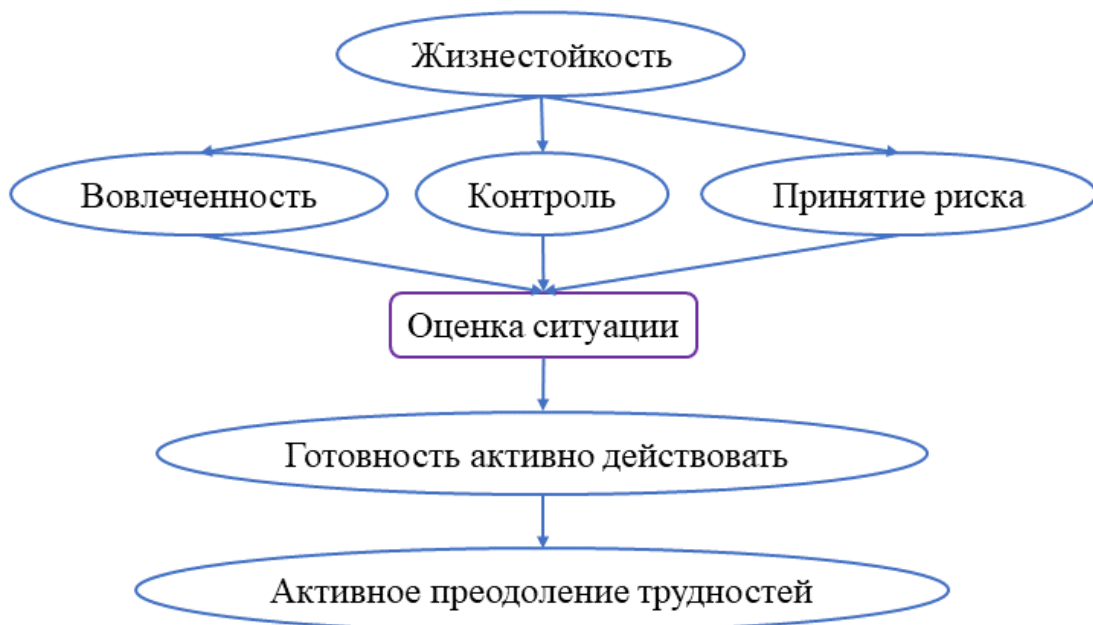 Жизнестойкость
Вовлеченность
Контроль
Принятие риска
Оценка ситуации
Готовность активно действовать
Активное преодоление трудностей